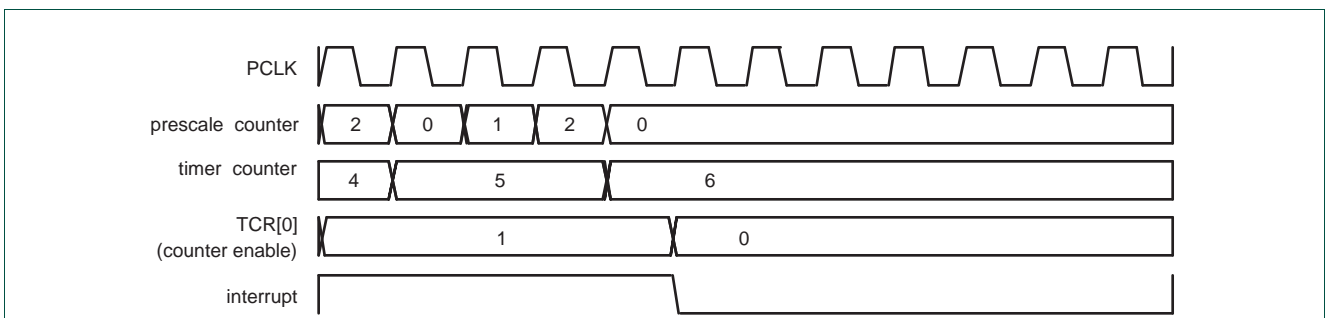 PCLK
prescale counter
2 0 1 2 0
timer counter
4 5 6
TCR[0]
(counter enable)
1 0
interrupt